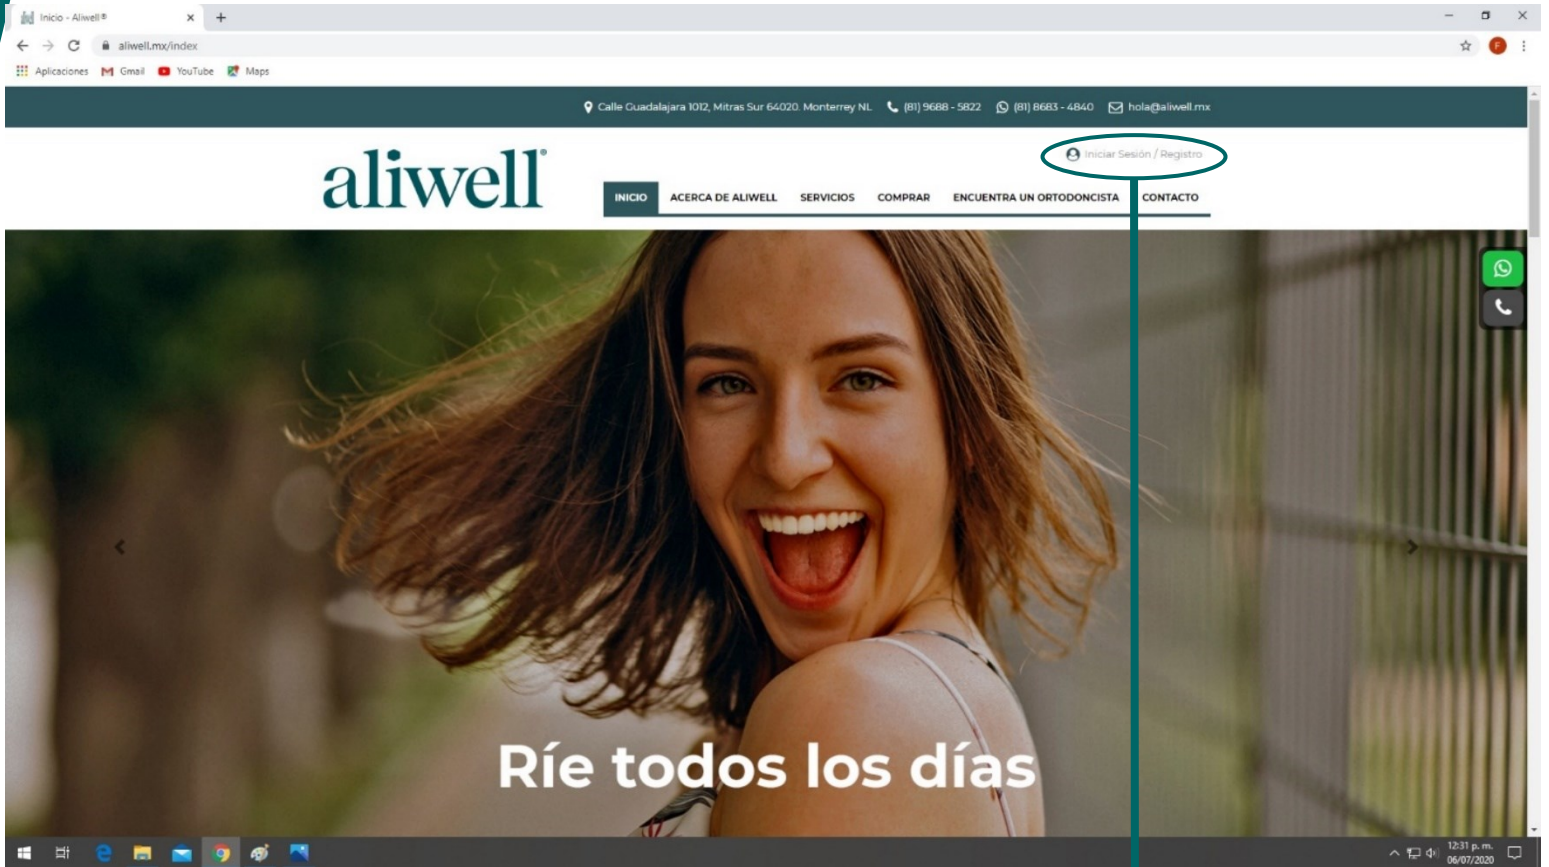 Inicio - Aliwell®
aliwell.mx/index
F
Aplicaciones Gmail YouTube Maps
Calle Guadalajara 1012, Mitras Sur 64020. Monterrey NL (81) 9688 - 5822 (81) 8683 - 4840 hola@aliwell.mx
Iniciar Sesión / Registro
aliwell®
INICIO ACERCA DE ALIWELL SERVICIOS COMPRAR ENCUENTRA UN ORTODONCISTA CONTACTO
Ríe todos los días
12:31 p. m.
06/07/2020